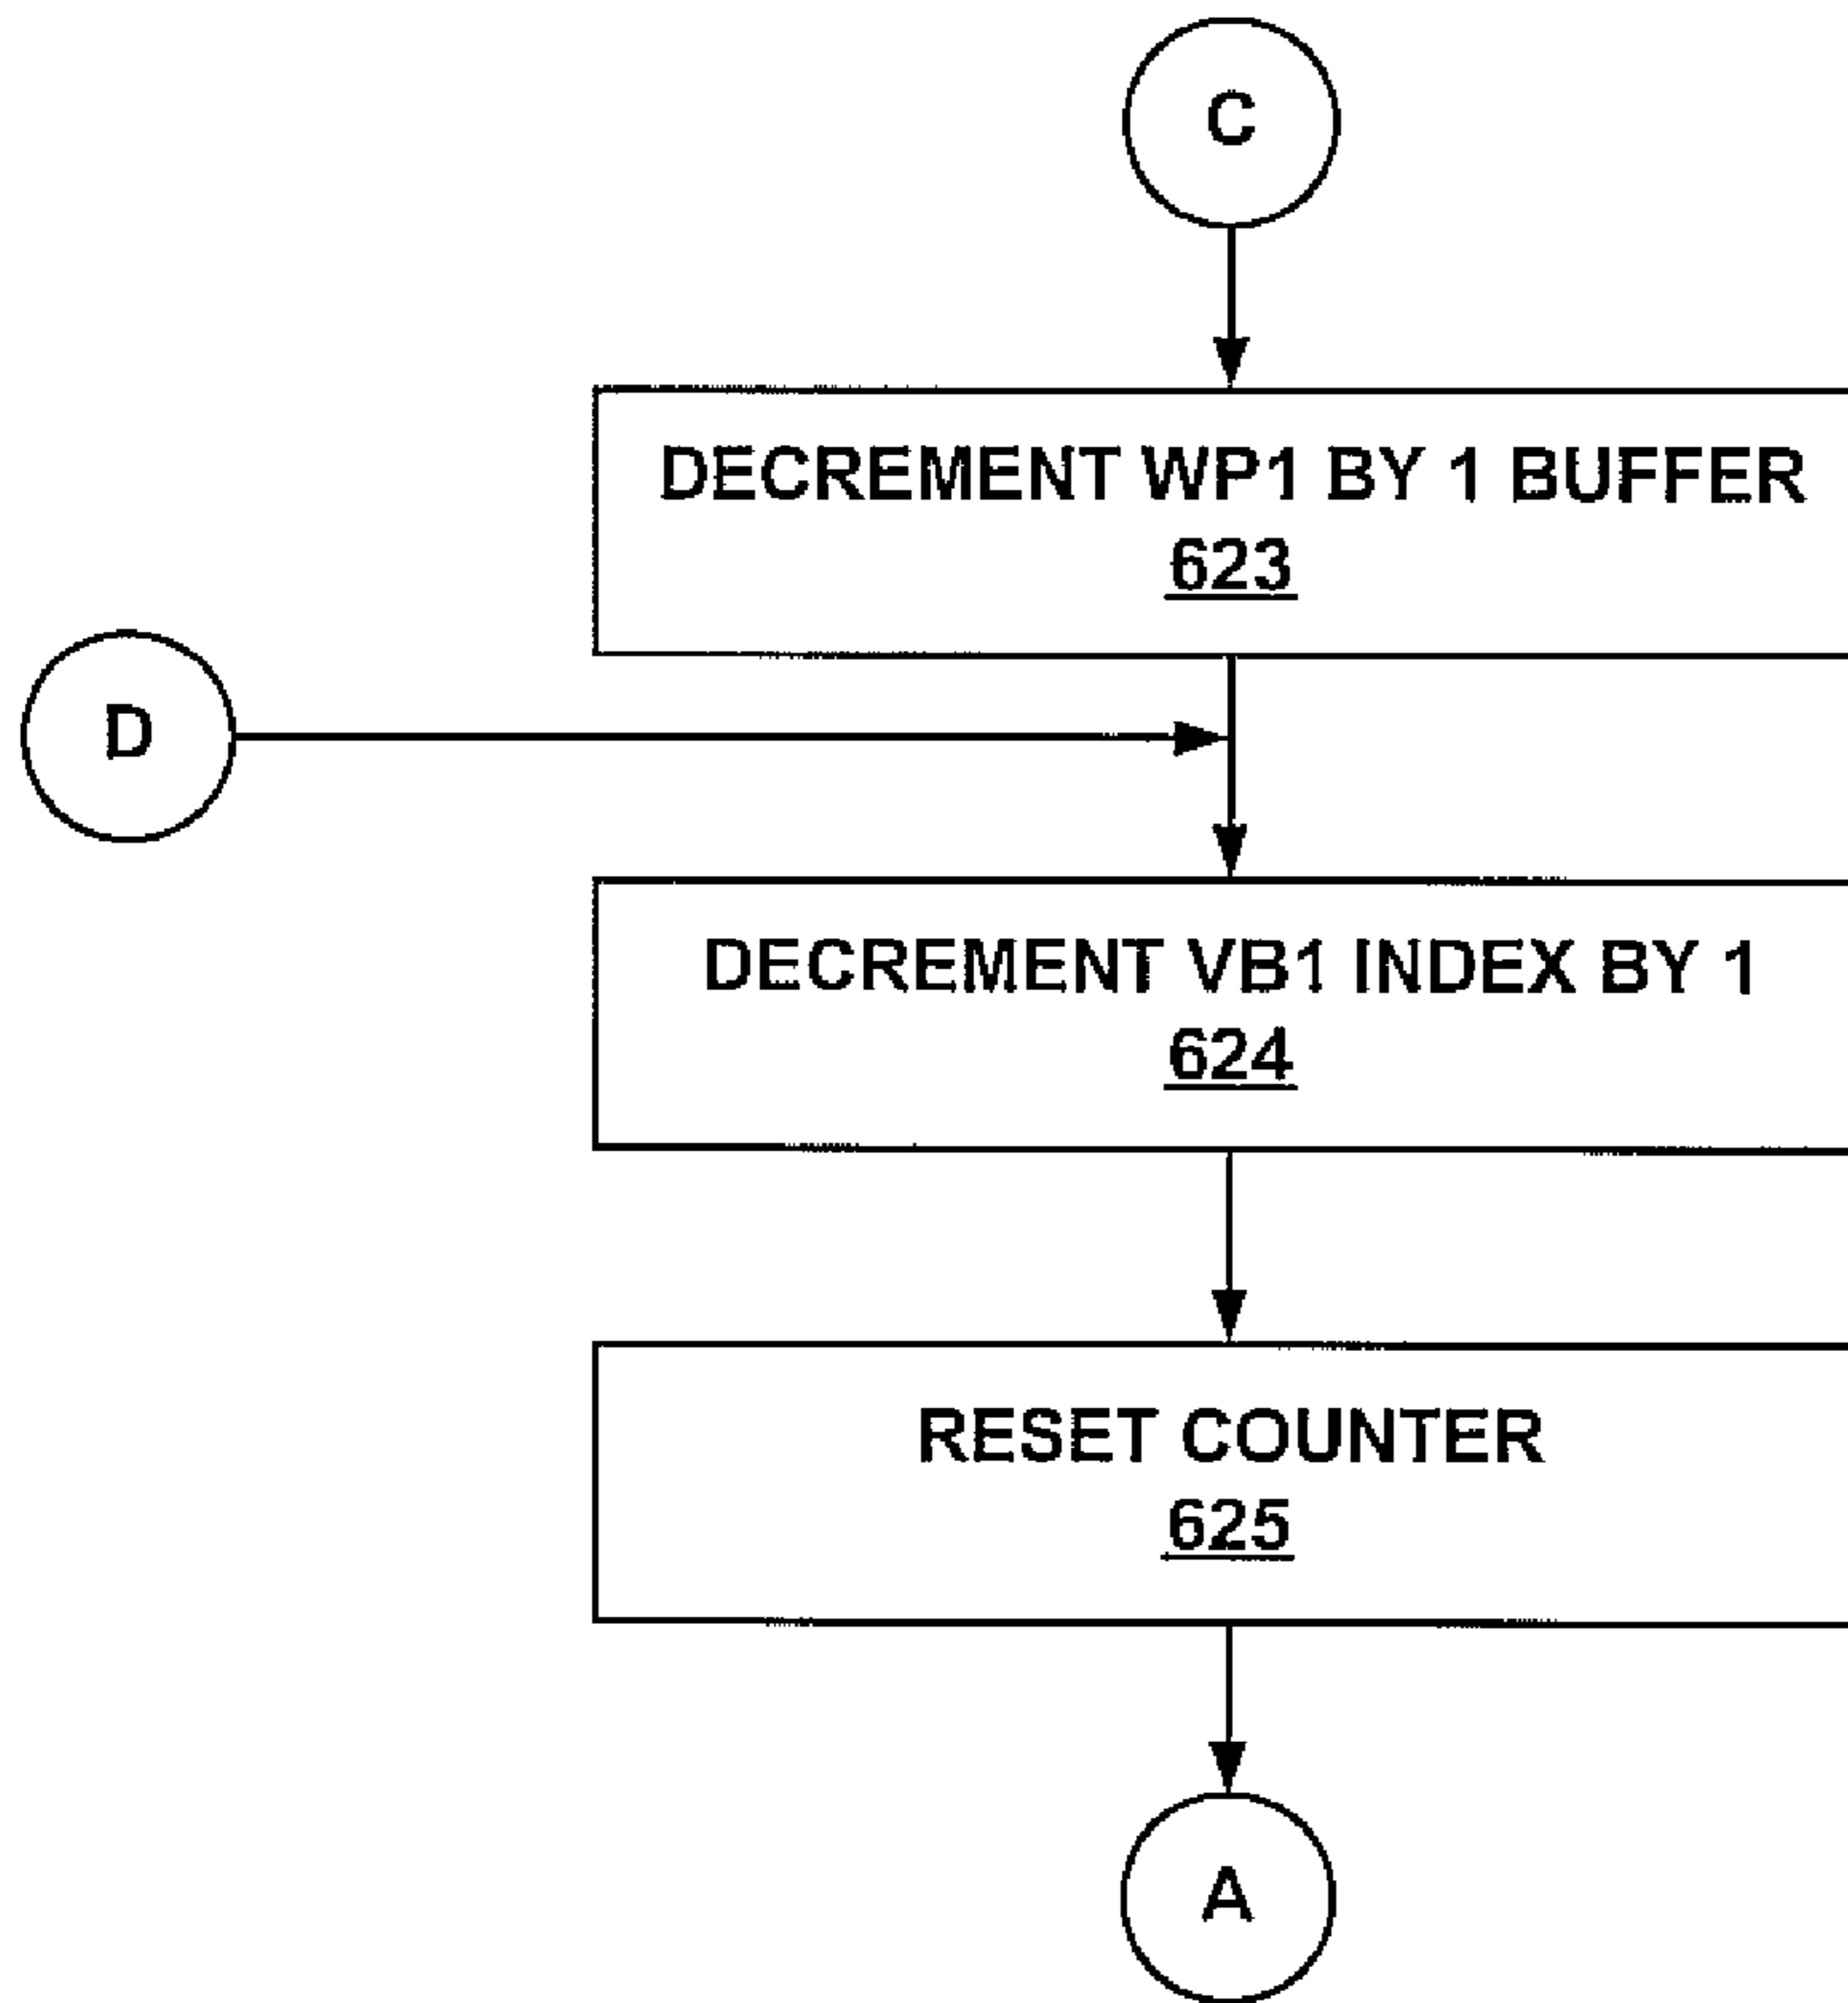 C
DECREMENT WP1 BY 1 BUFFER
623
D
DECREMENT VB1 INDEX BY 1
624
RESET COUNTER
625
A